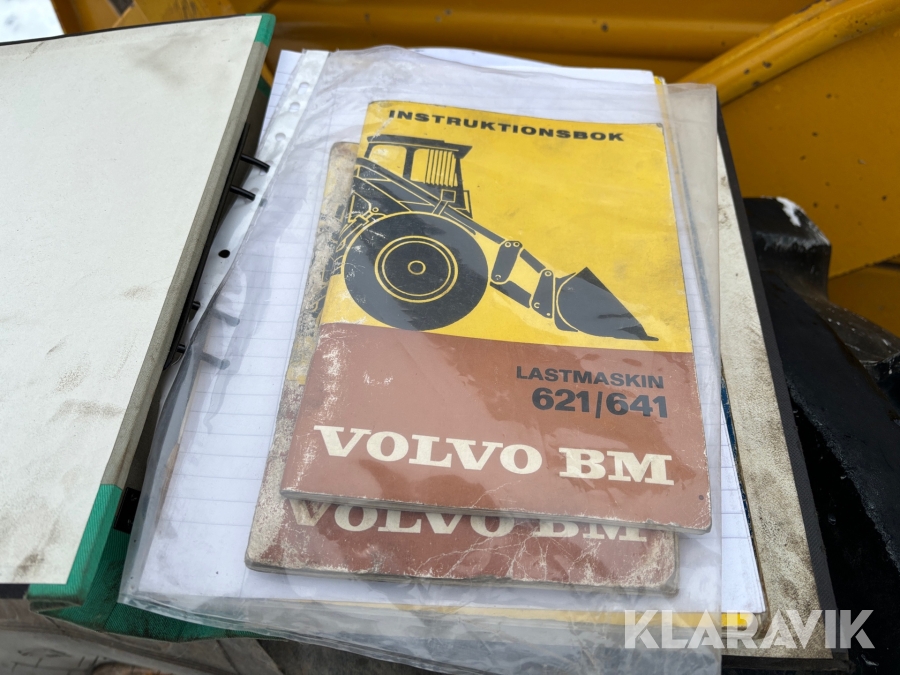 INSTRUKTIONSBOK
LASTMASKIN
621/641
VOLVO BM
VOLVO BM
KLARAVIK